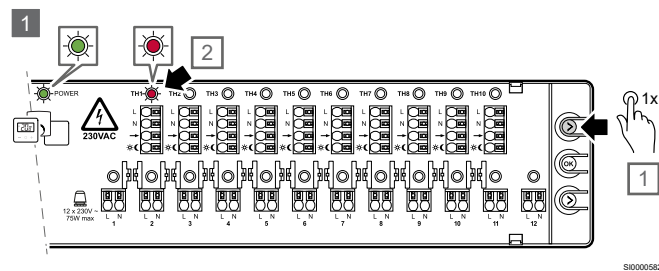 1
2
POWER
TH1 TH2 TH3 TH4 TH5 TH6 TH7 TH8 TH9 TH10
1x
L L L L L L L L L L
N N N N N N N N N N
230VAC
OK
1
12 x 230V ~
75W max
L N L N L N L N L N L N L N L N L N L N L N L N
1 2 3 4 5 6 7 8 9 10 11 12
SI0000582